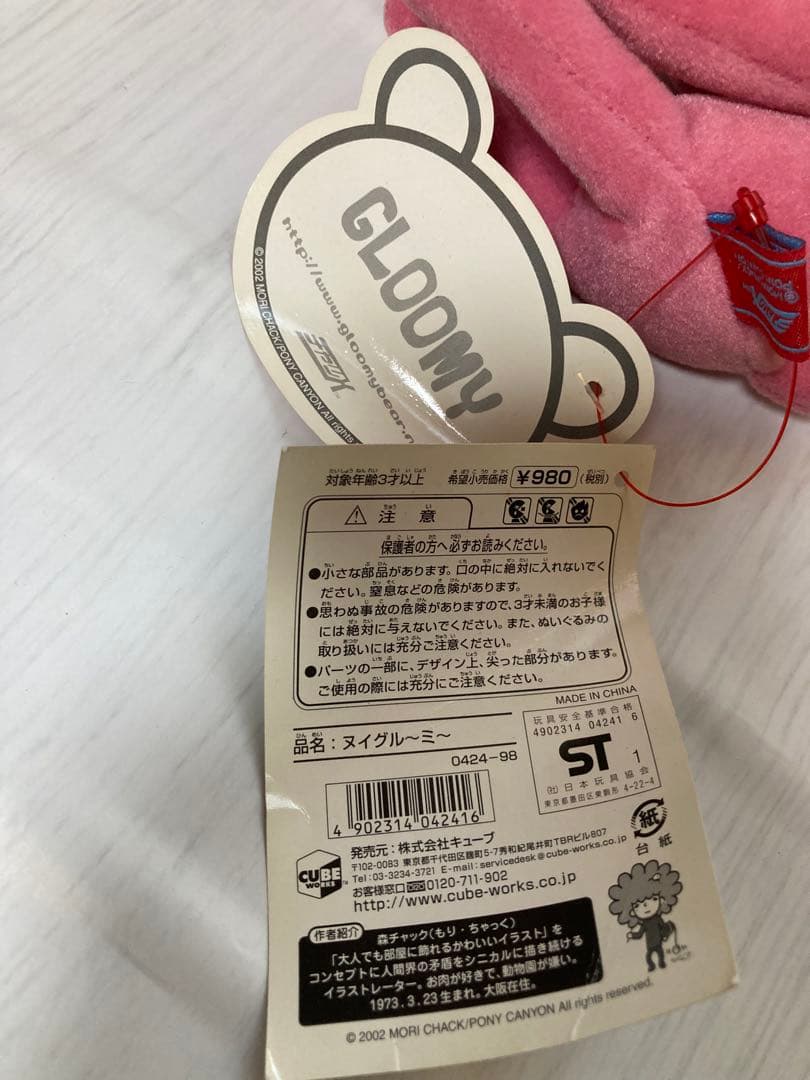 GLOOMY
http://www.gloomybear.n
© 2002 MORI CHACK/PONY CANYON All rights
対象年齢3才以上
希望小売価格 ¥980 (税別)
注意
保護者の方へ必ずお読みください。
●小さな部品があります。口の中に絶対に入れないでく
ださい。窒息などの危険があります。
●思わぬ事故の危険がありますので、3才未満のお子様
には絶対に与えないでください。また、ぬいぐるみの
取り扱いには充分ご注意ください。
●パーツの一部に、デザイン上、尖った部分があります。
ご使用の際には充分にご注意ください。
MADE IN CHINA
品名:ヌイグル〜ミ〜
0424-98
玩具安全基準合格
4902314 04241 6
ST 1
(社)日本玩具協会
東京都墨田区東駒形 4-22-4
4 902314 042416
紙
台紙
CUBE
発売元:株式会社キューブ
〒102-0083 東京都千代田区麹町5-7秀和紀尾井町TBRビル807
Tel:03-3234-3721 E-mail:servicedesk@cube-works.co.jp
お客様窓口 0120-711-902
http://www.cube-works.co.jp
作者紹介
森チャック(もり・ちゃっく)
「大人でも部屋に飾れるかわいいイラスト」を
コンセプトに人間界の矛盾をシニカルに描き続ける
イラストレーター。お肉が好きで、動物園が嫌い。
1973.3.23生まれ。大阪在住。
© 2002 MORI CHACK/PONY CANYON All rights reserved.